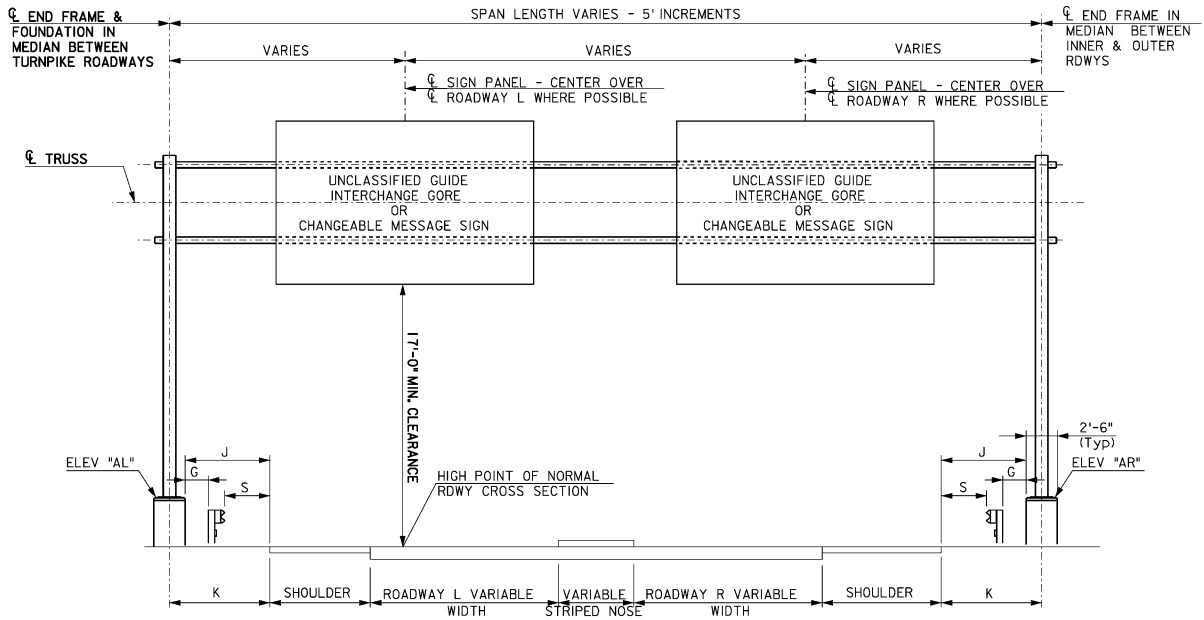 ℄ END FRAME &
FOUNDATION IN
MEDIAN BETWEEN
TURNPIKE ROADWAYS
SPAN LENGTH VARIES - 5' INCREMENTS
℄ END FRAME IN
MEDIAN BETWEEN
INNER & OUTER
RDWYS
VARIES
VARIES
VARIES
℄ SIGN PANEL - CENTER OVER
℄ ROADWAY L WHERE POSSIBLE
℄ SIGN PANEL - CENTER OVER
℄ ROADWAY R WHERE POSSIBLE
℄ TRUSS
UNCLASSIFIED GUIDE
INTERCHANGE GORE
OR
CHANGEABLE MESSAGE SIGN
UNCLASSIFIED GUIDE
INTERCHANGE GORE
OR
CHANGEABLE MESSAGE SIGN
17'-0" MIN. CLEARANCE
2'-6"
(Typ)
ELEV "AL"
J
G
S
HIGH POINT OF NORMAL
RDWY CROSS SECTION
J
G
S
ELEV "AR"
K
SHOULDER
ROADWAY L VARIABLE
WIDTH
VARIABLE
STRIPED NOSE
ROADWAY R VARIABLE
WIDTH
SHOULDER
K